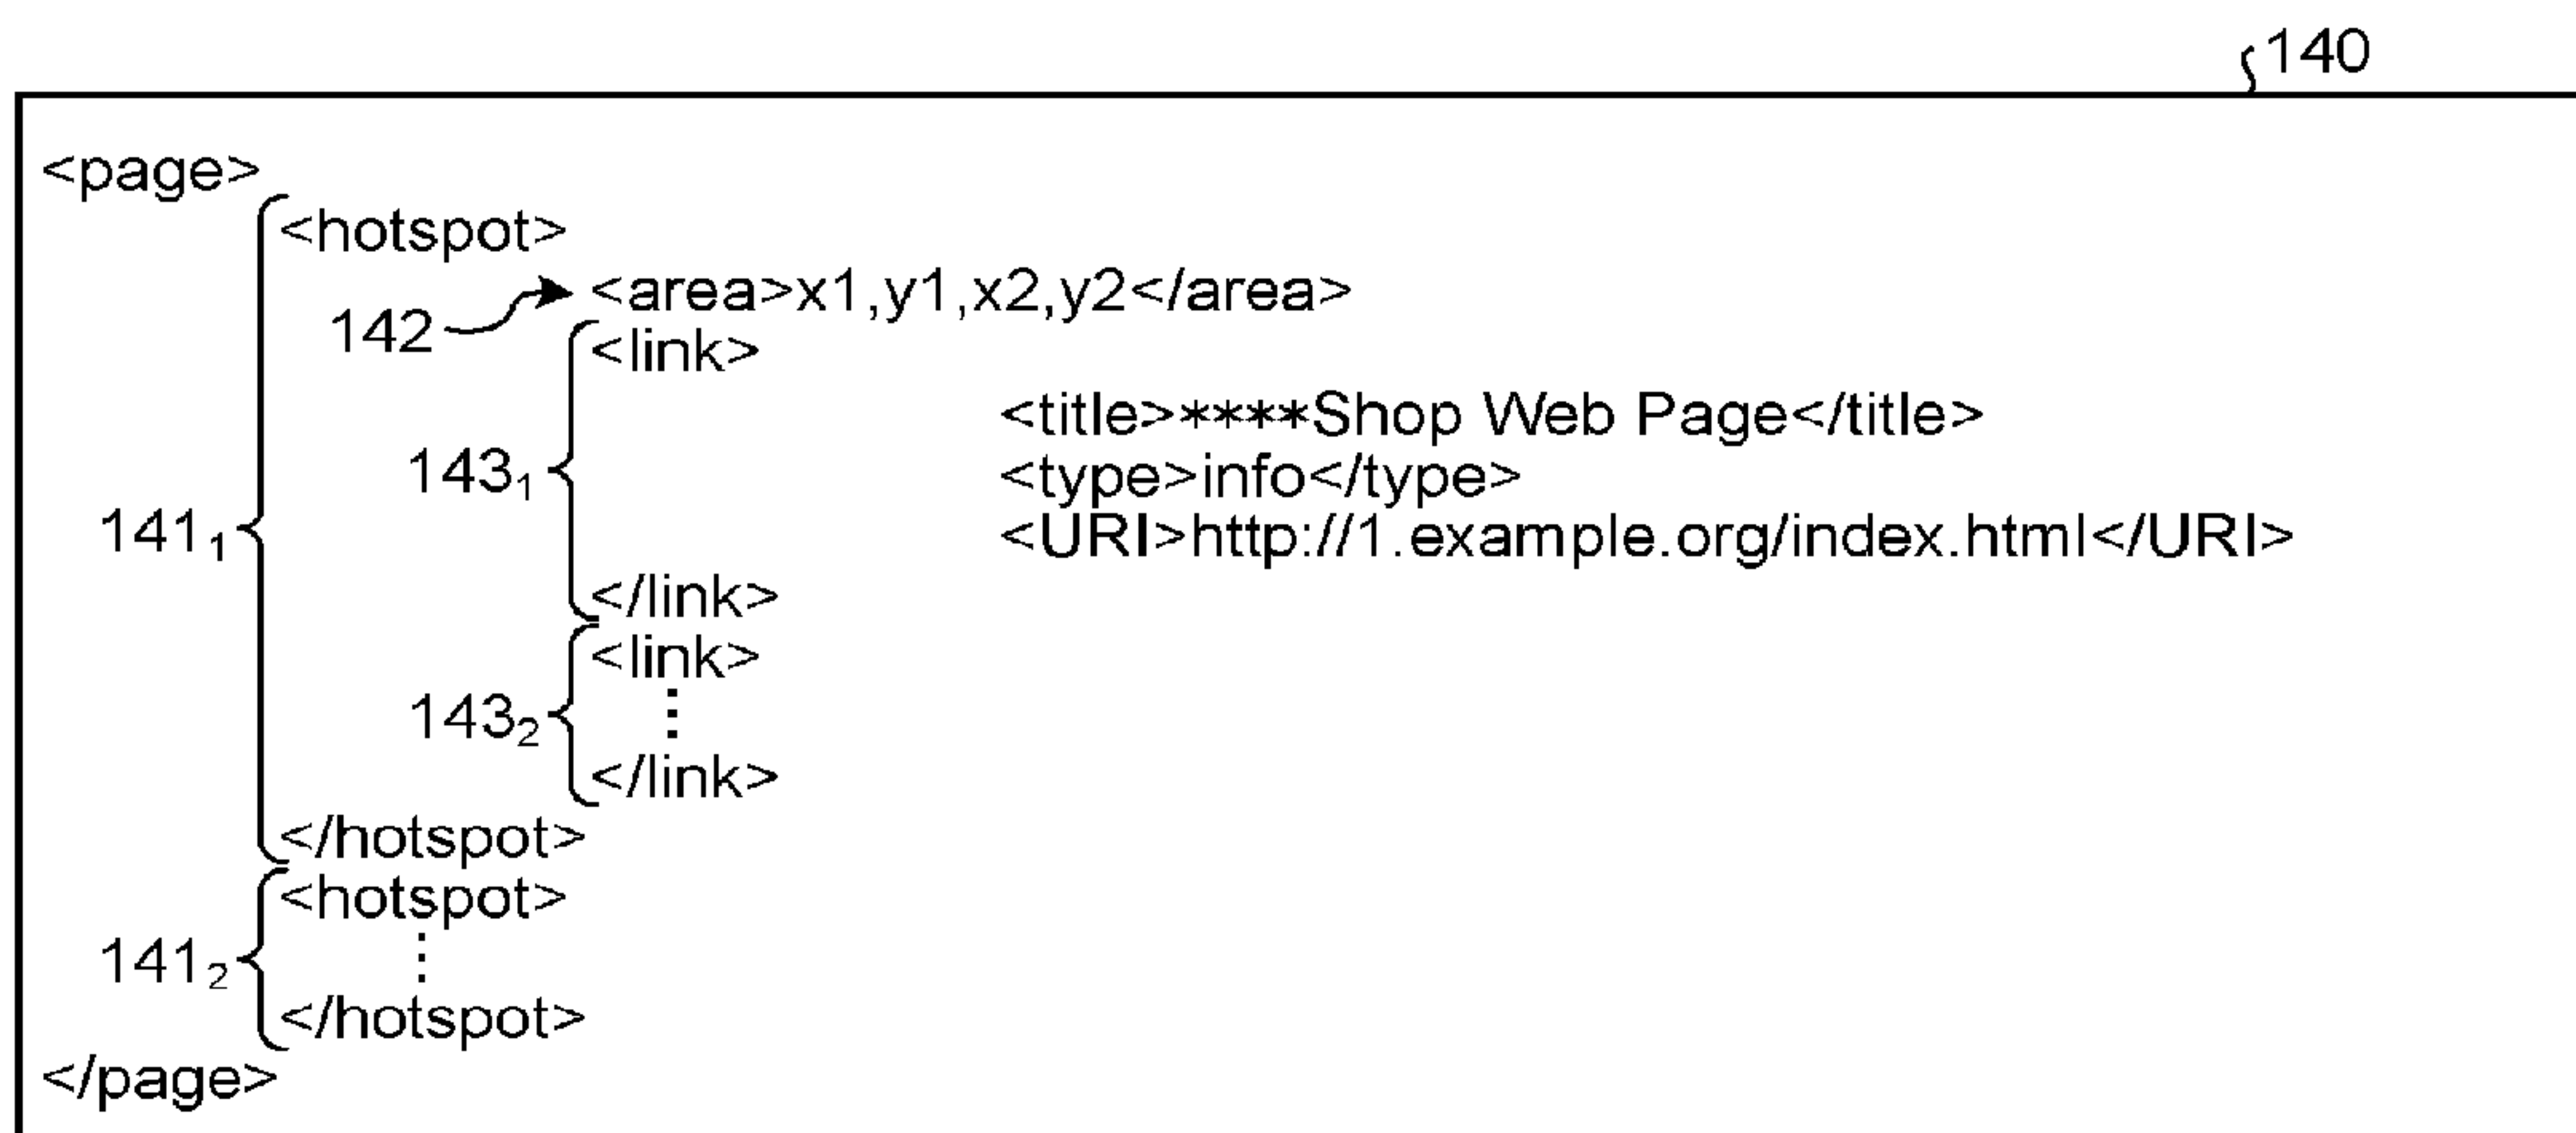 140
<page>
<hotspot>
142 <area>x1,y1,x2,y2</area>
<link>
<title>****Shop Web Page</title>
143₁ <type>info</type>
141₁ <URI>http://1.example.org/index.html</URI>
</link>
<link>
143₂
</link>
</hotspot>
<hotspot>
141₂
</hotspot>
</page>